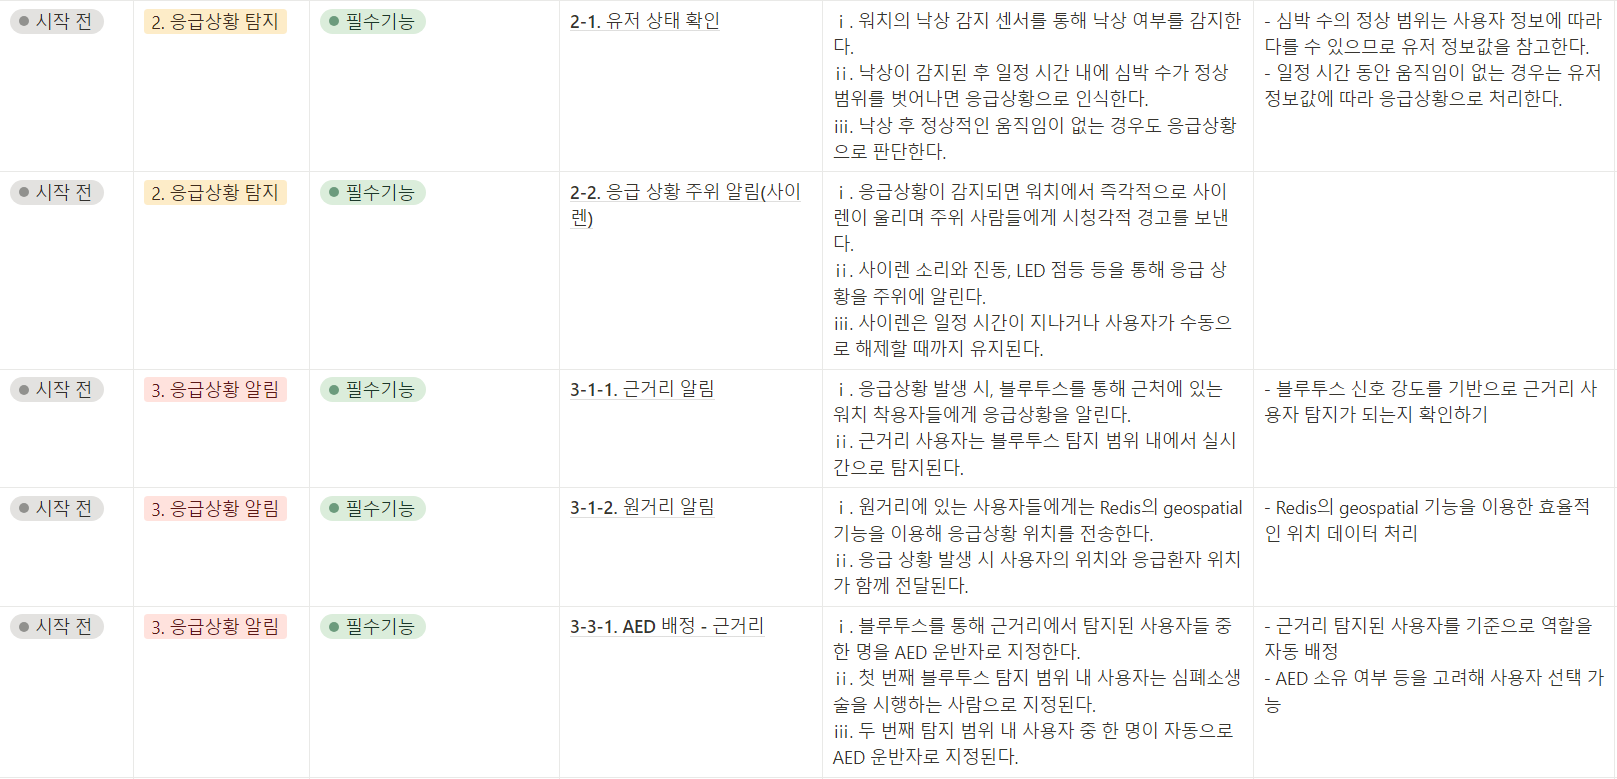 시작 전
2. 응급상황 탐지
필수기능
2-1. 유저 상태 확인
ⅰ. 워치의 낙상 감지 센서를 통해 낙상 여부를 감지한
다.
ⅱ. 낙상이 감지된 후 일정 시간 내에 심박 수가 정상
범위를 벗어나면 응급상황으로 인식한다.
ⅲ. 낙상 후 정상적인 움직임이 없는 경우도 응급상황
으로 판단한다.
- 심박 수의 정상 범위는 사용자 정보에 따라
다를 수 있으므로 유저 정보값을 참고한다.
- 일정 시간 동안 움직임이 없는 경우는 유저
정보값에 따라 응급상황으로 처리한다.
시작 전
2. 응급상황 탐지
필수기능
2-2. 응급 상황 주위 알림(사이
렌)
ⅰ. 응급상황이 감지되면 워치에서 즉각적으로 사이
렌이 울리며 주위 사람들에게 시청각적 경고를 보낸
다.
ⅱ. 사이렌 소리와 진동, LED 점등 등을 통해 응급 상
황을 주위에 알린다.
ⅲ. 사이렌은 일정 시간이 지나거나 사용자가 수동으
로 해제할 때까지 유지된다.
시작 전
3. 응급상황 알림
필수기능
3-1-1. 근거리 알림
ⅰ. 응급상황 발생 시, 블루투스를 통해 근처에 있는
워치 착용자들에게 응급상황을 알린다.
ⅱ. 근거리 사용자는 블루투스 탐지 범위 내에서 실시
간으로 탐지된다.
- 블루투스 신호 강도를 기반으로 근거리 사
용자 탐지가 되는지 확인하기
시작 전
3. 응급상황 알림
필수기능
3-1-2. 원거리 알림
ⅰ. 원거리에 있는 사용자들에게는 Redis의 geospatial
기능을 이용해 응급상황 위치를 전송한다.
ⅱ. 응급 상황 발생 시 사용자의 위치와 응급환자 위치
가 함께 전달된다.
- Redis의 geospatial 기능을 이용한 효율적
인 위치 데이터 처리
시작 전
3. 응급상황 알림
필수기능
3-3-1. AED 배정 - 근거리
ⅰ. 블루투스를 통해 근거리에서 탐지된 사용자들 중
한 명을 AED 운반자로 지정한다.
ⅱ. 첫 번째 블루투스 탐지 범위 내 사용자는 심폐소생
술을 시행하는 사람으로 지정된다.
ⅲ. 두 번째 탐지 범위 내 사용자 중 한 명이 자동으로
AED 운반자로 지정된다.
- 근거리 탐지된 사용자를 기준으로 역할을
자동 배정
- AED 소유 여부 등을 고려해 사용자 선택 가
능